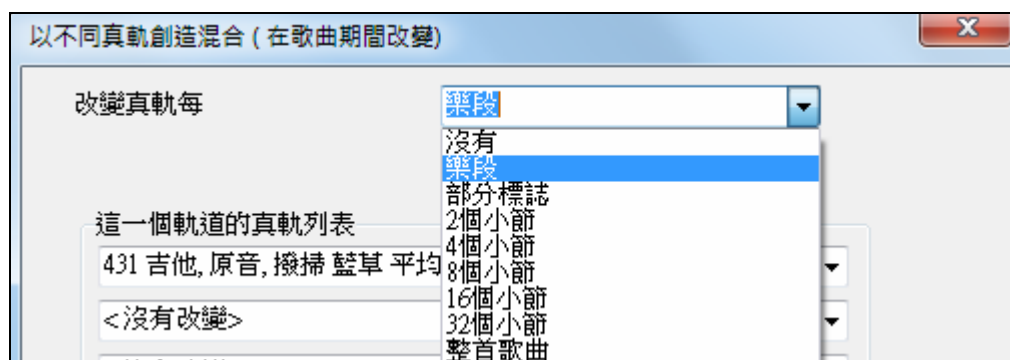 以不同真軌創造混合 ( 在歌曲期間改變)
改變真軌每
樂段
沒有
樂段
部分標誌
2個小節
4個小節
8個小節
16個小節
32個小節
整首歌曲
這一個軌道的真軌列表
431 吉他, 原音, 撥掃 藍草 平均
<沒有改變>